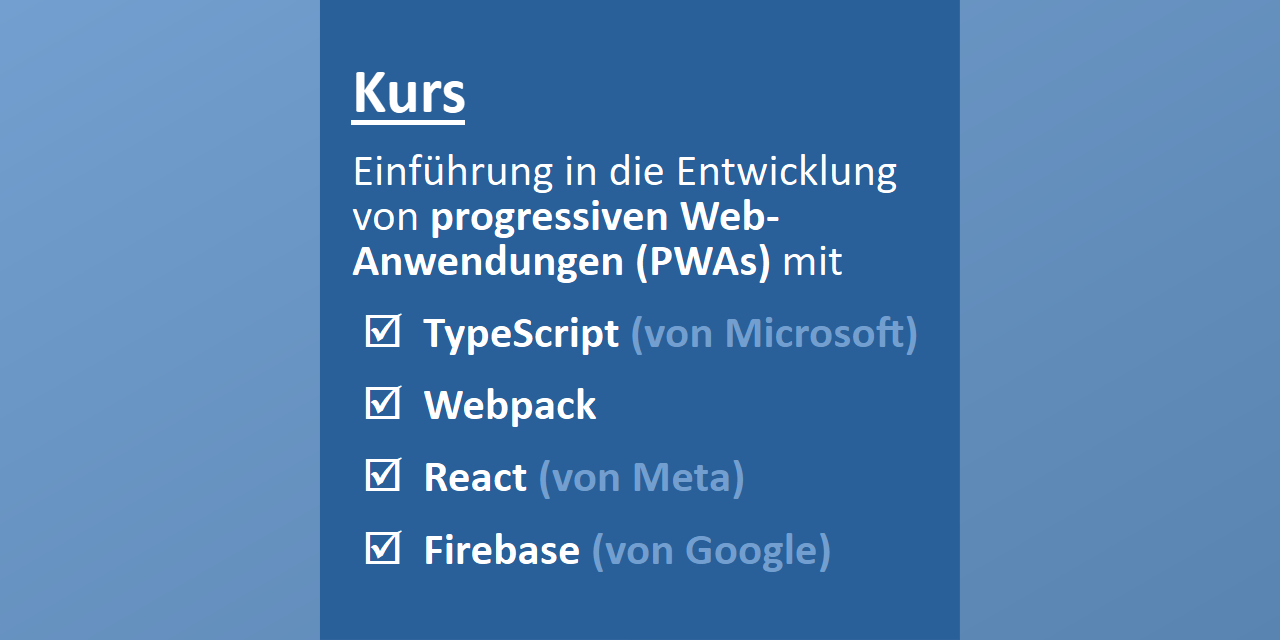 Kurs
Einführung in die Entwicklung
von progressiven Web-
Anwendungen (PWAs) mit
☑ TypeScript (von Microsoft)
☑ Webpack
☑ React (von Meta)
☑ Firebase (von Google)